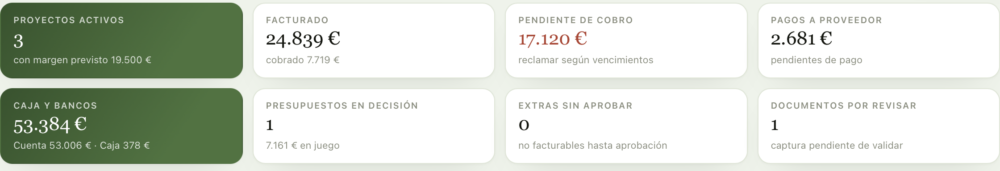 PROYECTOS ACTIVOS
3
con margen previsto 19.500 €
FACTURADO
24.839 €
cobrado 7.719 €
PENDIENTE DE COBRO
17.120 €
reclamar según vencimientos
PAGOS A PROVEEDOR
2.681 €
pendientes de pago
CAJA Y BANCOS
53.384 €
Cuenta 53.006 € · Caja 378 €
PRESUPUESTOS EN DECISIÓN
1
7.161 € en juego
EXTRAS SIN APROBAR
0
no facturables hasta aprobación
DOCUMENTOS POR REVISAR
1
captura pendiente de validar